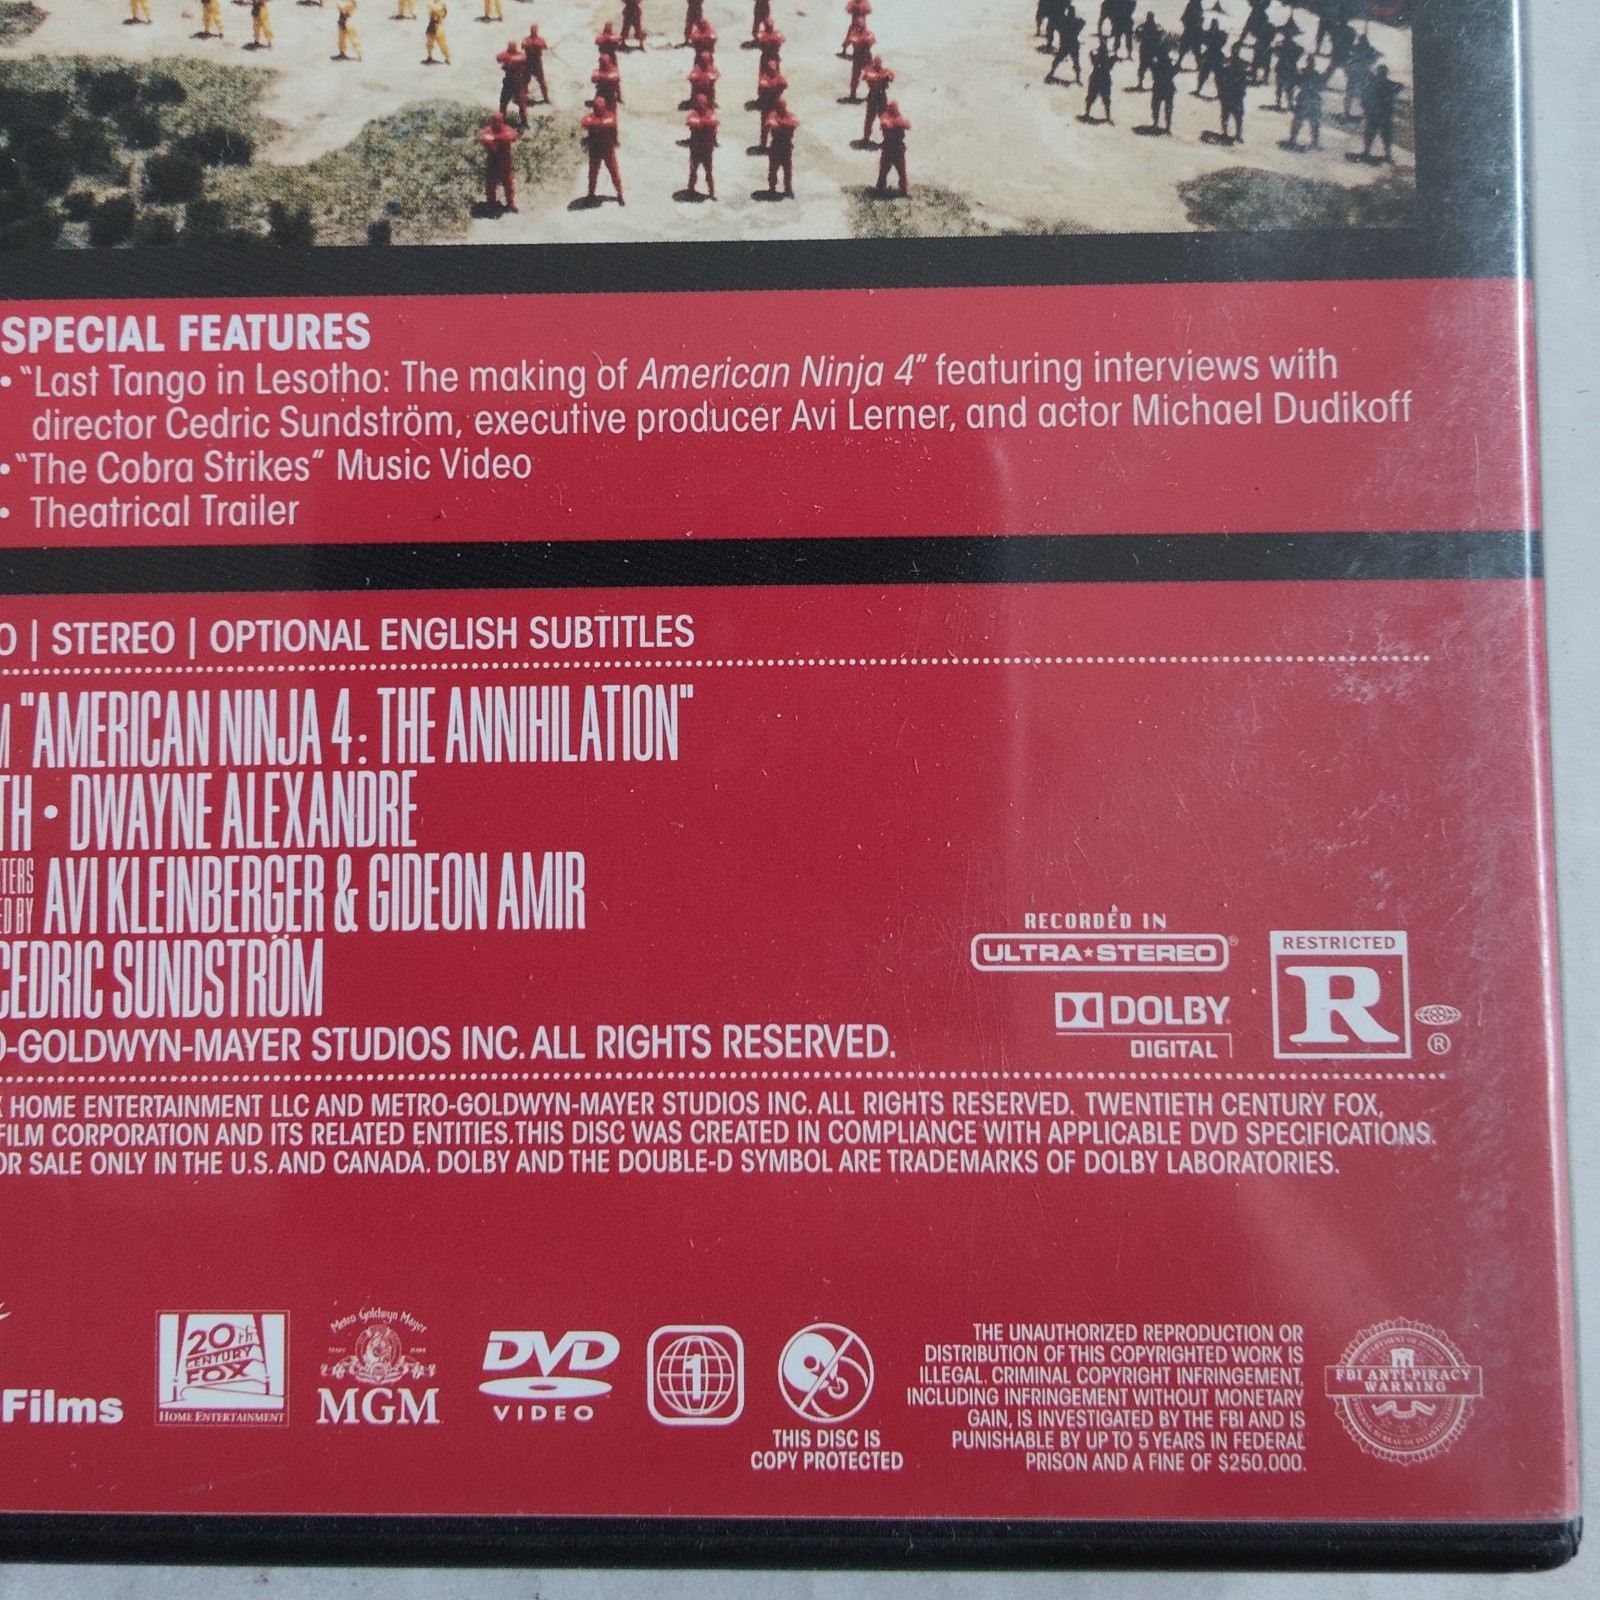 SPECIAL FEATURES
• "Last Tango in Lesotho: The making of American Ninja 4" featuring interviews with
director Cedric Sundström, executive producer Avi Lerner, and actor Michael Dudikoff
• "The Cobra Strikes" Music Video
• Theatrical Trailer
O | STEREO | OPTIONAL ENGLISH SUBTITLES
M "AMERICAN NINJA 4: THE ANNIHILATION"
TH • DWAYNE ALEXANDRE
TERS
ED BY AVI KLEINBERGER & GIDEON AMIR
CEDRIC SUNDSTRÖM
O-GOLDWYN-MAYER STUDIOS INC. ALL RIGHTS RESERVED.
RECORDED IN
ULTRA★STEREO®
DOLBY
DIGITAL
RESTRICTED
R
®
X HOME ENTERTAINMENT LLC AND METRO-GOLDWYN-MAYER STUDIOS INC. ALL RIGHTS RESERVED. TWENTIETH CENTURY FOX,
FILM CORPORATION AND ITS RELATED ENTITIES. THIS DISC WAS CREATED IN COMPLIANCE WITH APPLICABLE DVD SPECIFICATIONS.
OR SALE ONLY IN THE U.S. AND CANADA. DOLBY AND THE DOUBLE-D SYMBOL ARE TRADEMARKS OF DOLBY LABORATORIES.
Films
20th
CENTURY
FOX
HOME ENTERTAINMENT
Metro Goldwyn Mayer
MGM
DVD
VIDEO
1
THIS DISC IS
COPY PROTECTED
THE UNAUTHORIZED REPRODUCTION OR
DISTRIBUTION OF THIS COPYRIGHTED WORK IS
ILLEGAL. CRIMINAL COPYRIGHT INFRINGEMENT,
INCLUDING INFRINGEMENT WITHOUT MONETARY
GAIN, IS INVESTIGATED BY THE FBI AND IS
PUNISHABLE BY UP TO 5 YEARS IN FEDERAL
PRISON AND A FINE OF $250,000.
FBI ANTI-PIRACY
WARNING